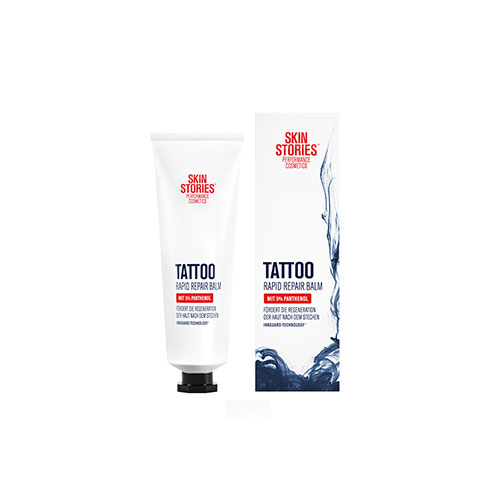 SKIN
STORIES™
PERFORMANCE
COSMETICS
TATTOO
RAPID REPAIR BALM
MIT 5% PANTHENOL
FÖRDERT DIE REGENERATION
DER HAUT NACH DEM STECHEN
INKGUARD-TECHNOLOGY®
SKIN
STORIES™
PERFORMANCE
COSMETICS
TATTOO
RAPID REPAIR BALM
MIT 5% PANTHENOL
FÖRDERT DIE REGENERATION
DER HAUT NACH DEM STECHEN
INKGUARD-TECHNOLOGY®